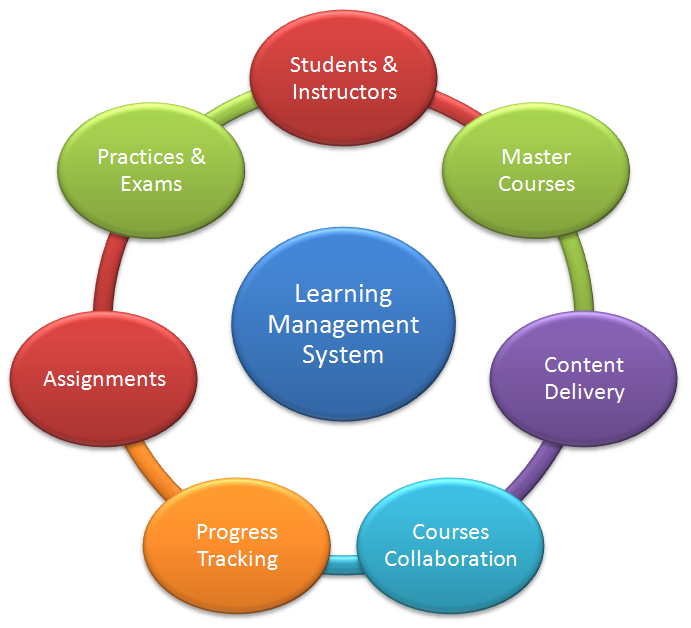 Students &
Instructors
Master
Courses
Content
Delivery
Courses
Collaboration
Progress
Tracking
Assignments
Practices &
Exams
Learning
Management
System